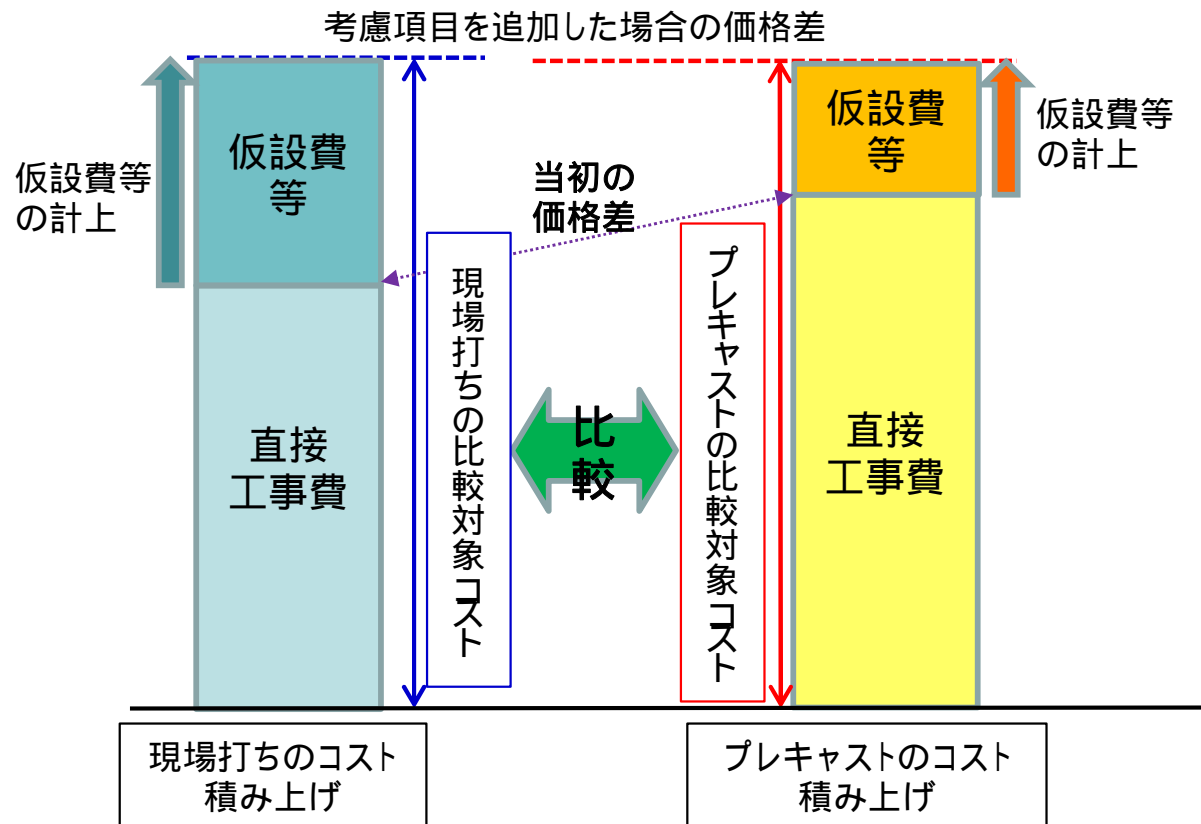 考慮項目を追加した場合の価格差
仮設費等
の計上
仮設費
等
直接
工事費
現場打ちの比較対象コスト
当初の
価格差
比
較
プレキャストの比較対象コスト
仮設費
等
直接
工事費
仮設費等
の計上
現場打ちのコスト
積み上げ
プレキャストのコスト
積み上げ